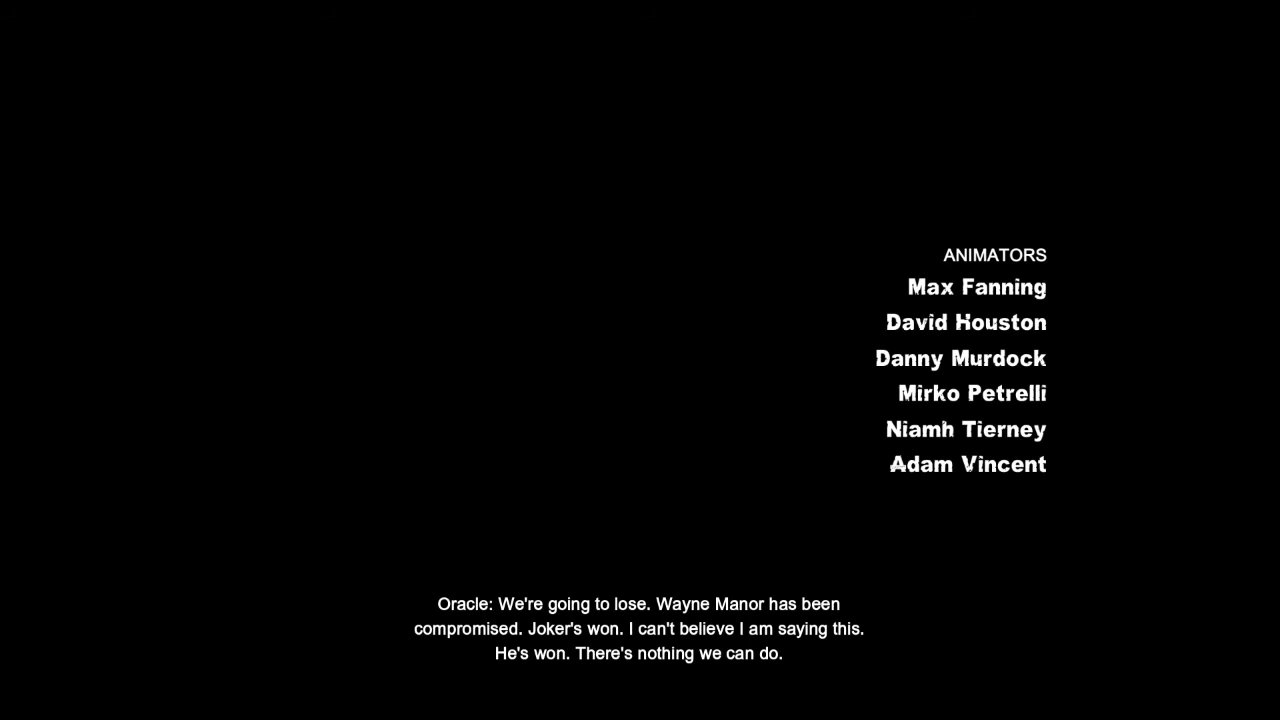 ANIMATORS
Max Fanning
David Houston
Danny Murdock
Mirko Petrelli
Niamh Tierney
Adam Vincent
Oracle: We're going to lose. Wayne Manor has been
compromised. Joker's won. I can't believe I am saying this.
He's won. There's nothing we can do.